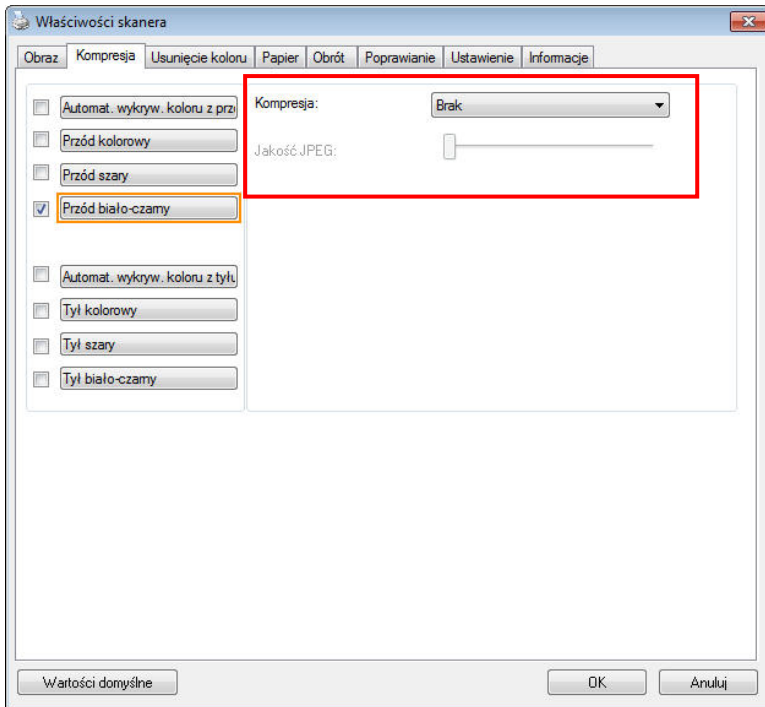 Właściwości skanera
Obraz Kompresja Usunięcie koloru Papier Obrót Poprawianie Ustawienie Informacje
Automat. wykryw. koloru z prz
Przód kolorowy
Przód szary
Przód biało-czarny
Automat. wykryw. koloru z tyłu
Tył kolorowy
Tył szary
Tył biało-czarny
Kompresja: Brak
Jakość JPEG:
Wartości domyślne OK Anuluj